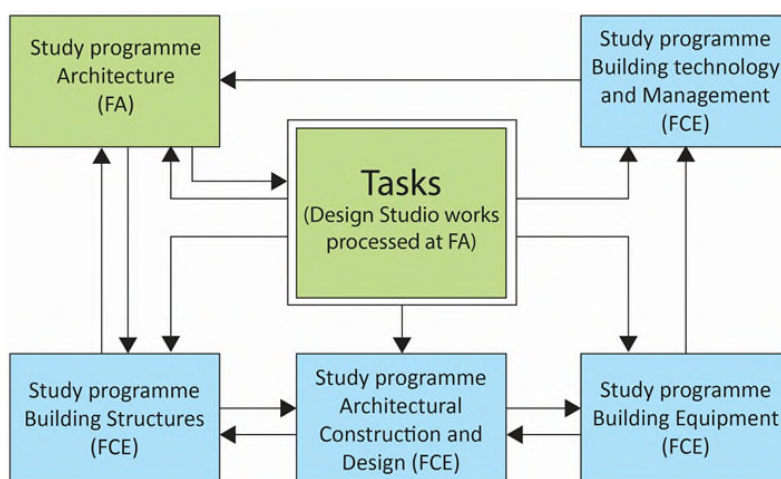 Study programme
Architecture
(FA)
Study programme
Building technology
and Management
(FCE)
Tasks
(Design Studio works
processed at FA)
Study programme
Building Structures
(FCE)
Study programme
Architectural
Construction and
Design (FCE)
Study programme
Building Equipment
(FCE)